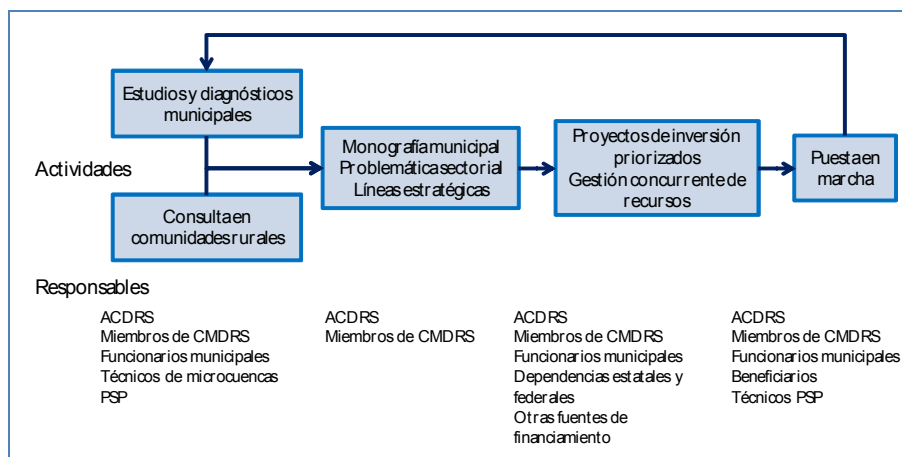 Estudios y diagnósticos
municipales
Actividades
Consulta en
comunidades rurales
Monografía municipal
Problemática sectorial
Líneas estratégicas
Proyectos de inversión
priorizados
Gestión concurrente de
recursos
Puesta en
marcha
Responsables
ACDRS
Miembros de CMDRS
Funcionarios municipales
Técnicos de microcuencas
PSP
ACDRS
Miembros de CMDRS
ACDRS
Miembros de CMDRS
Funcionarios municipales
Dependencias estatales y
federales
Otras fuentes de
financiamiento
ACDRS
Miembros de CMDRS
Funcionarios municipales
Beneficiarios
Técnicos PSP